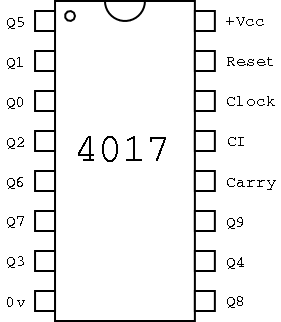 Q5 +Vcc
Q1 Reset
Q0 Clock
Q2 CI
4017
Q6 Carry
Q7 Q9
Q3 Q4
0v Q8